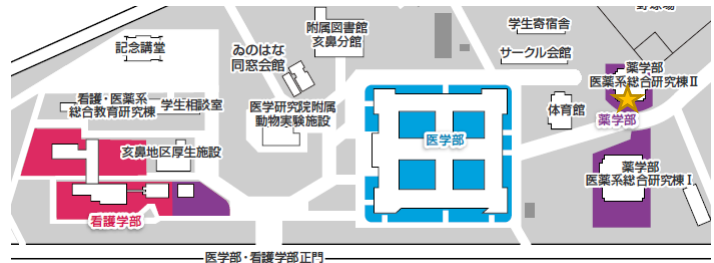 野球場
附属図書館
亥鼻分館
学生寄宿舎
記念講堂
ゐのはな
同窓会館
サークル会館
薬学部
医薬系総合研究棟Ⅱ
看護・医薬系
総合教育研究棟
学生相談室
医学研究院附属
動物実験施設
体育館
薬学部
医学部
亥鼻地区厚生施設
薬学部
医薬系総合研究棟Ⅰ
看護学部
医学部・看護学部正門